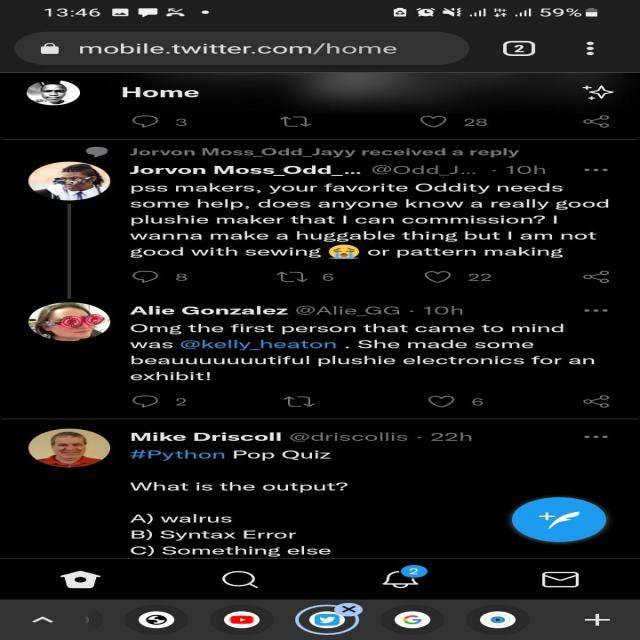 13:46 59%
mobile.twitter.com/home 2
Home
3 28
Jorvon Moss_Odd_Jayy received a reply
Jorvon Moss_Odd_... @Odd_J... · 10h
pss makers, your favorite Oddity needs
some help, does anyone know a really good
plushie maker that I can commission? I
wanna make a huggable thing but I am not
good with sewing 😭 or pattern making
8 6 22
Alie Gonzalez @Alie_GG · 10h
Omg the first person that came to mind
was @kelly_heaton . She made some
beauuuuuuutiful plushie electronics for an
exhibit!
2 6
Mike Driscoll @driscollis · 22h
#Python Pop Quiz
What is the output?
A) walrus
B) Syntax Error
C) Something else
2